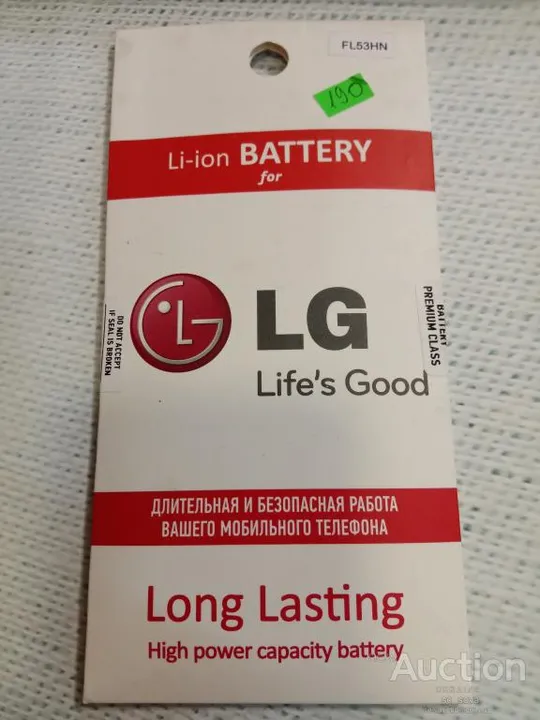 FL53HN
190
Li-ion BATTERY
for
LG
Life's Good
DO NOT ACCEPT
IF SEAL IS BROKEN
BATTERY
PREMIUM CLASS
ДЛИТЕЛЬНАЯ И БЕЗОПАСНАЯ РАБОТА
ВАШЕГО МОБИЛЬНОГО ТЕЛЕФОНА
Long Lasting
High power capacity battery
Auction